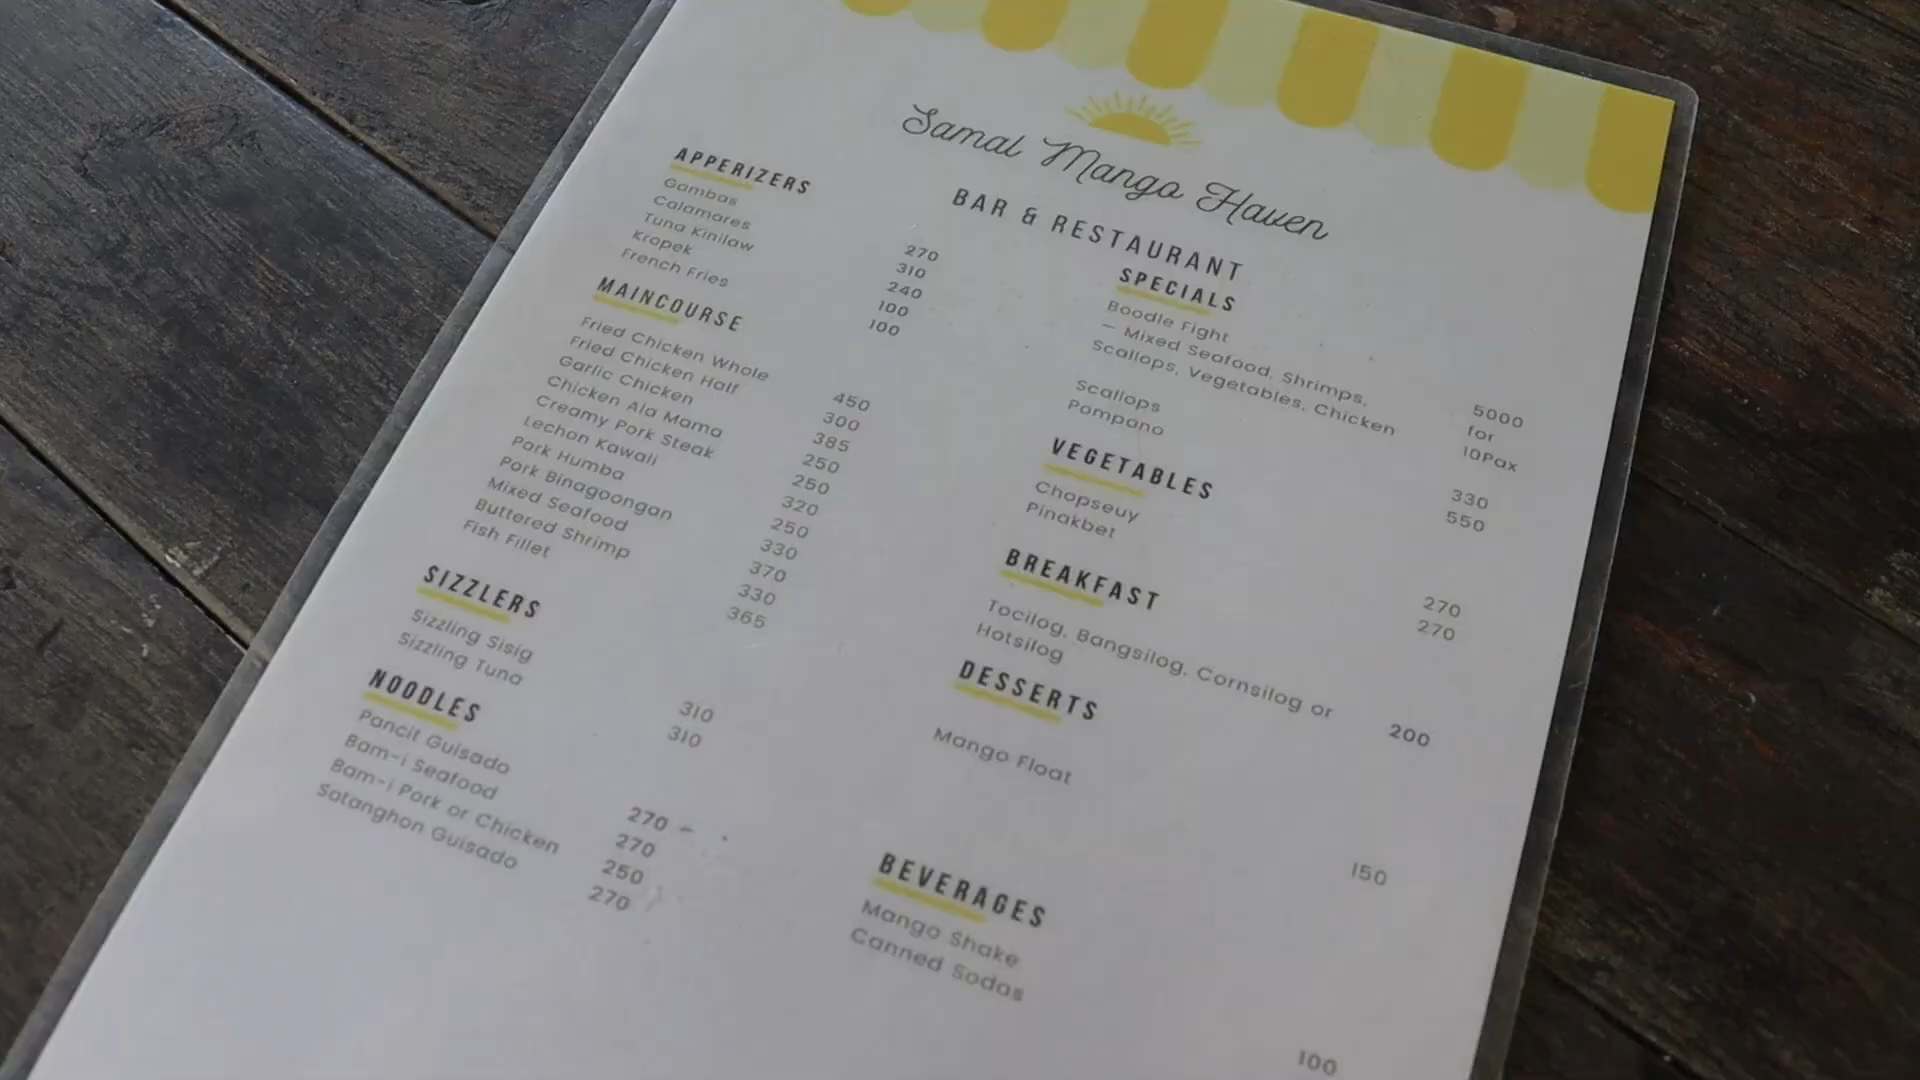 Samal Mango Haven
BAR & RESTAURANT
APPERIZERS
Gambas 270
Calamares 310
Tuna Kinilaw 240
Kropek 100
French Fries 100
MAINCOURSE
Fried Chicken Whole 450
Fried Chicken Half 300
Garlic Chicken 385
Chicken Ala Mama 250
Creamy Pork Steak 250
Lechon Kawali 320
Pork Humba 250
Pork Binagoongan 330
Mixed Seafood 370
Buttered Shrimp 330
Fish Fillet 365
SIZZLERS
Sizzling Sisig 310
Sizzling Tuna 310
NOODLES
Pancit Guisado 270
Bam-i Seafood 270
Bam-i Pork or Chicken 250
Sotanghon Guisado 270
SPECIALS
Boodle Fight 5000
— Mixed Seafood, Shrimps, for
Scallops, Vegetables, Chicken 10Pax
Scallops 330
Pompano 550
VEGETABLES
Chopseuy 270
Pinakbet 270
BREAKFAST
Tocilog, Bangsilog, Cornsilog or 200
Hotsilog
DESSERTS
Mango Float 150
BEVERAGES
Mango Shake 100
Canned Sodas